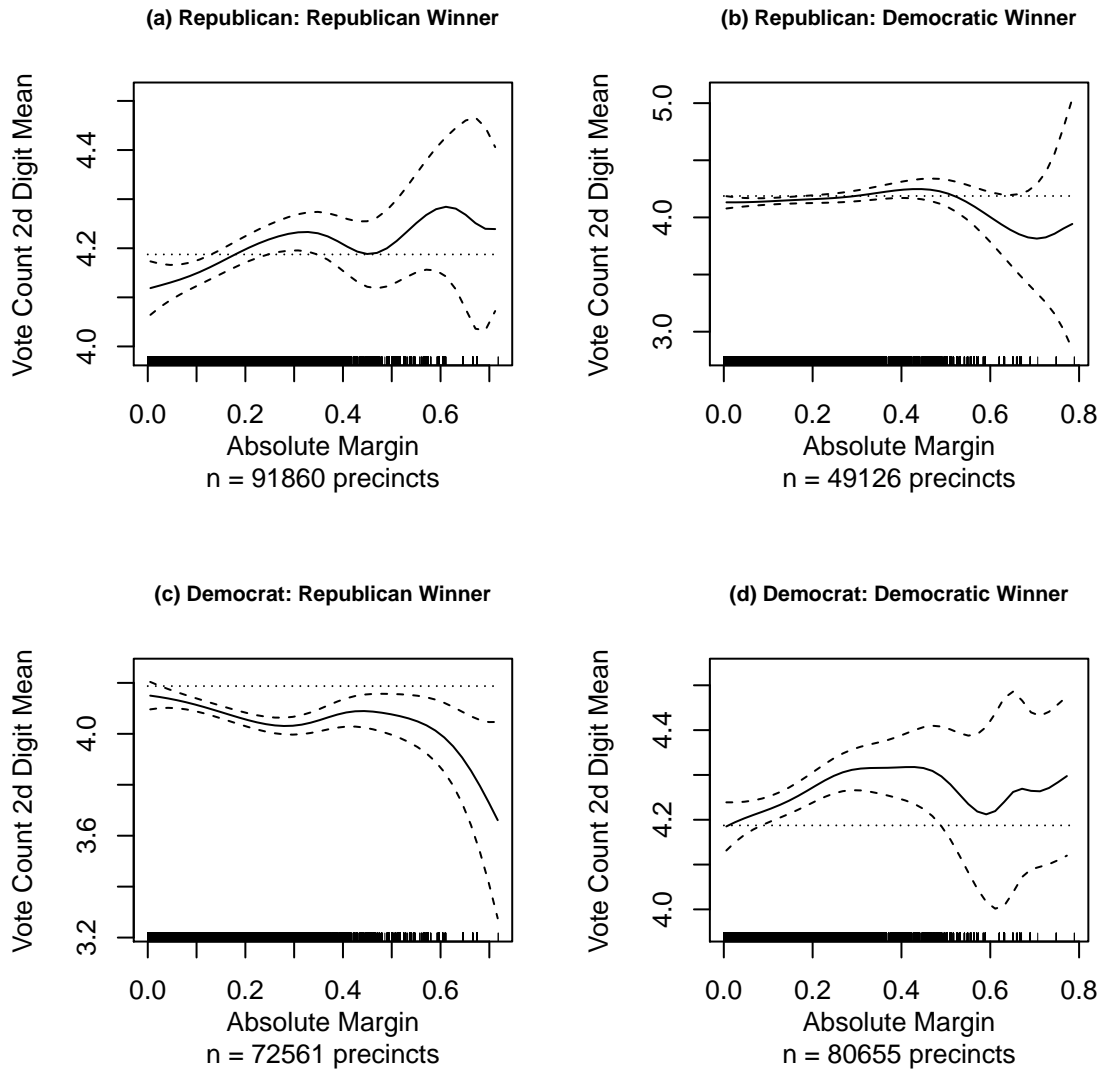 (a) Republican: Republican Winner
Vote Count 2d Digit Mean
4.0 4.2 4.4
0.0 0.2 0.4 0.6
Absolute Margin
n = 91860 precincts
(b) Republican: Democratic Winner
Vote Count 2d Digit Mean
3.0 4.0 5.0
0.0 0.2 0.4 0.6 0.8
Absolute Margin
n = 49126 precincts
(c) Democrat: Republican Winner
Vote Count 2d Digit Mean
3.2 3.6 4.0
0.0 0.2 0.4 0.6
Absolute Margin
n = 72561 precincts
(d) Democrat: Democratic Winner
Vote Count 2d Digit Mean
4.0 4.2 4.4
0.0 0.2 0.4 0.6 0.8
Absolute Margin
n = 80655 precincts